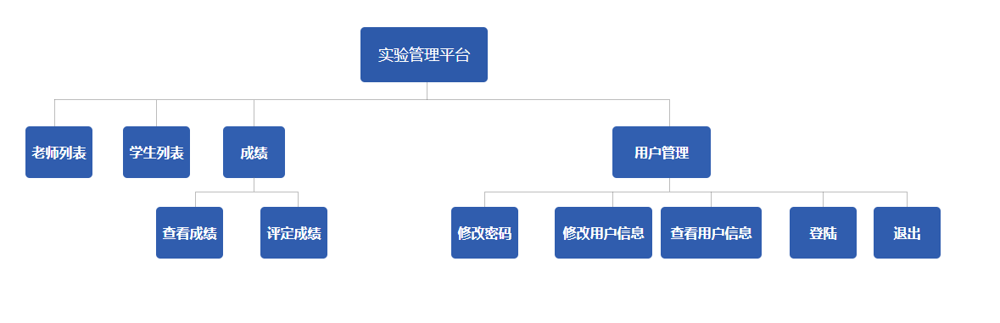 实验管理平台
老师列表
学生列表
成绩
用户管理
查看成绩
评定成绩
修改密码
修改用户信息
查看用户信息
登陆
退出